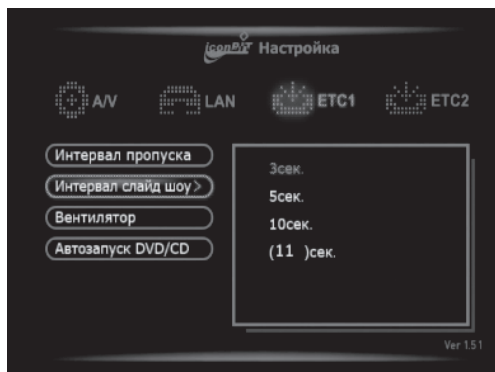 iconBIT Настройка
A/V LAN ETC1 ETC2
Интервал пропуска
Интервал слайд шоу>
Вентилятор
Автозапуск DVD/CD
3сек.
5сек.
10сек.
(11 )сек.
Ver 1.51